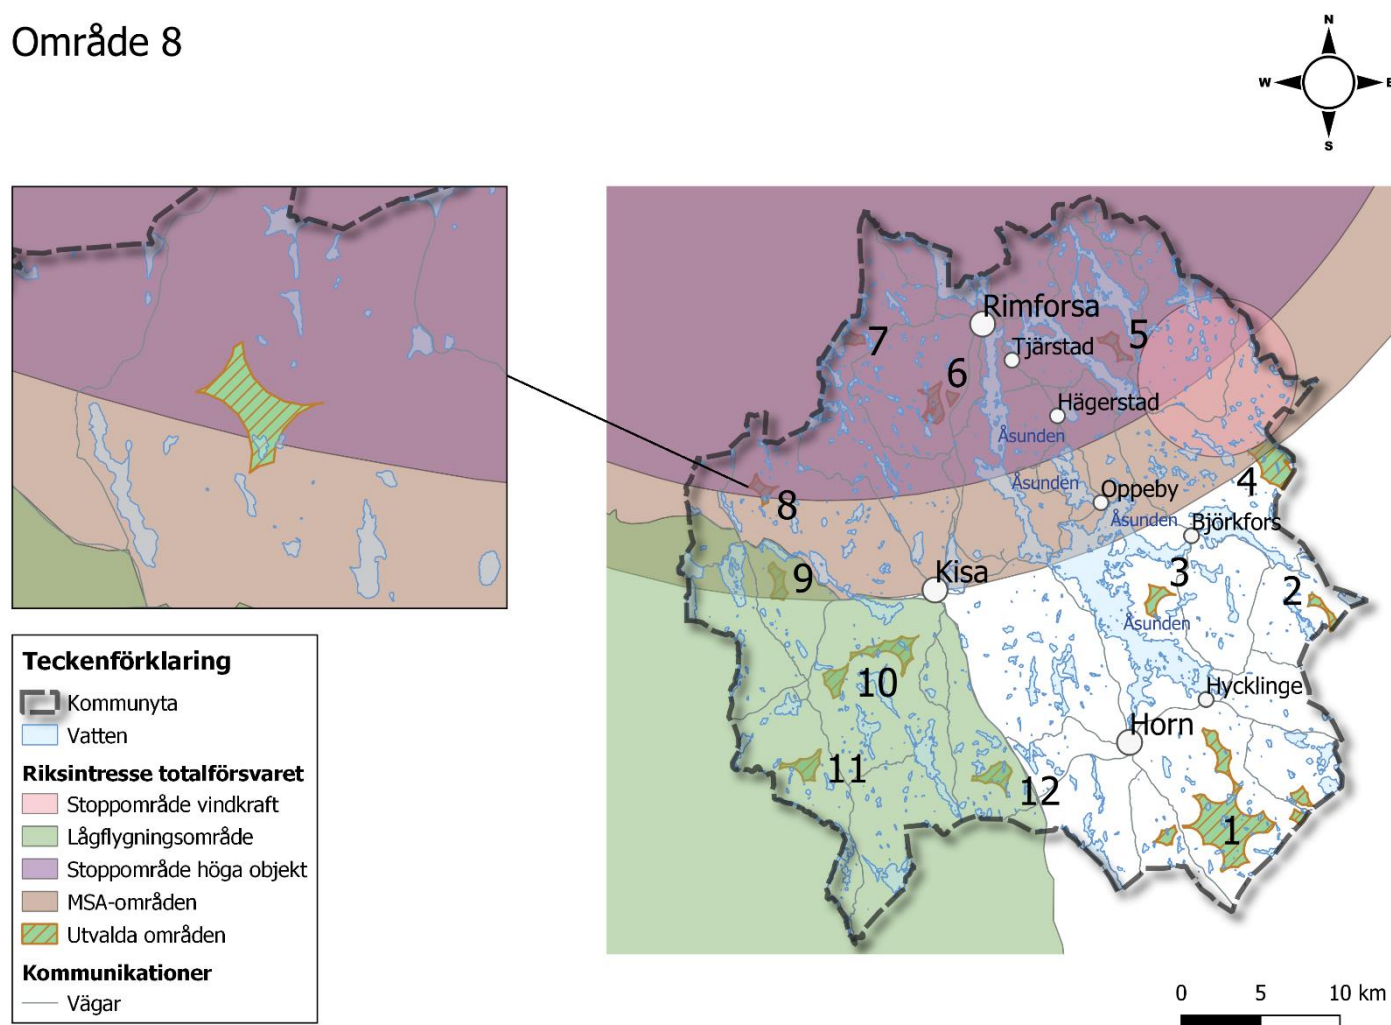 Område 8
N
W
E
S
Rimforsa
Tjärstad
7
5
6
Hägerstad
Åsunden
8
Åsunden
Oppeby
4
Åsunden
Björkfors
9
Kisa
3
2
Åsunden
10
Hycklinge
Horn
11
12
1
Teckenförklaring
Kommunyta
Vatten
Riksintresse totalförsvaret
Stoppområde vindkraft
Lågflygningsområde
Stoppområde höga objekt
MSA-områden
Utvalda områden
Kommunikationer
Vägar
0 5 10 km